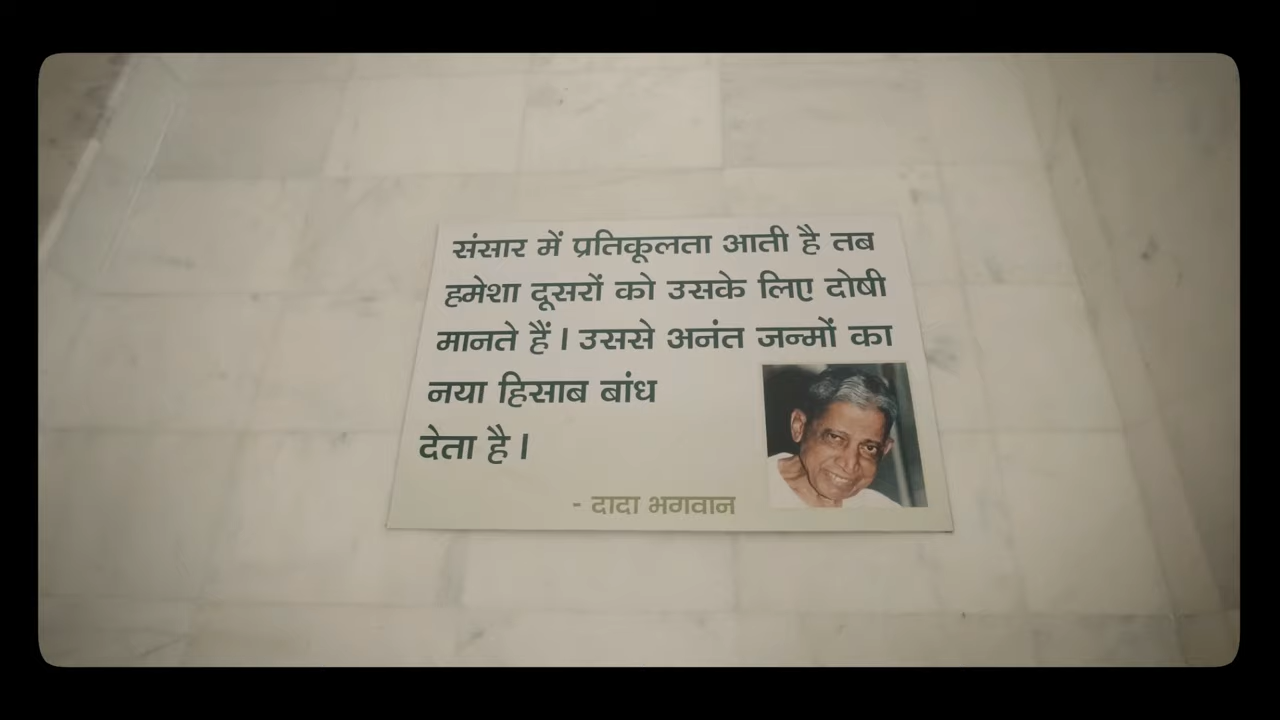 संसार में प्रतिकूलता आती है तब
हमेशा दूसरों को उसके लिए दोषी
मानते हैं। उससे अनंत जन्मों का
नया हिसाब बांध
देता है।
- दादा भगवान